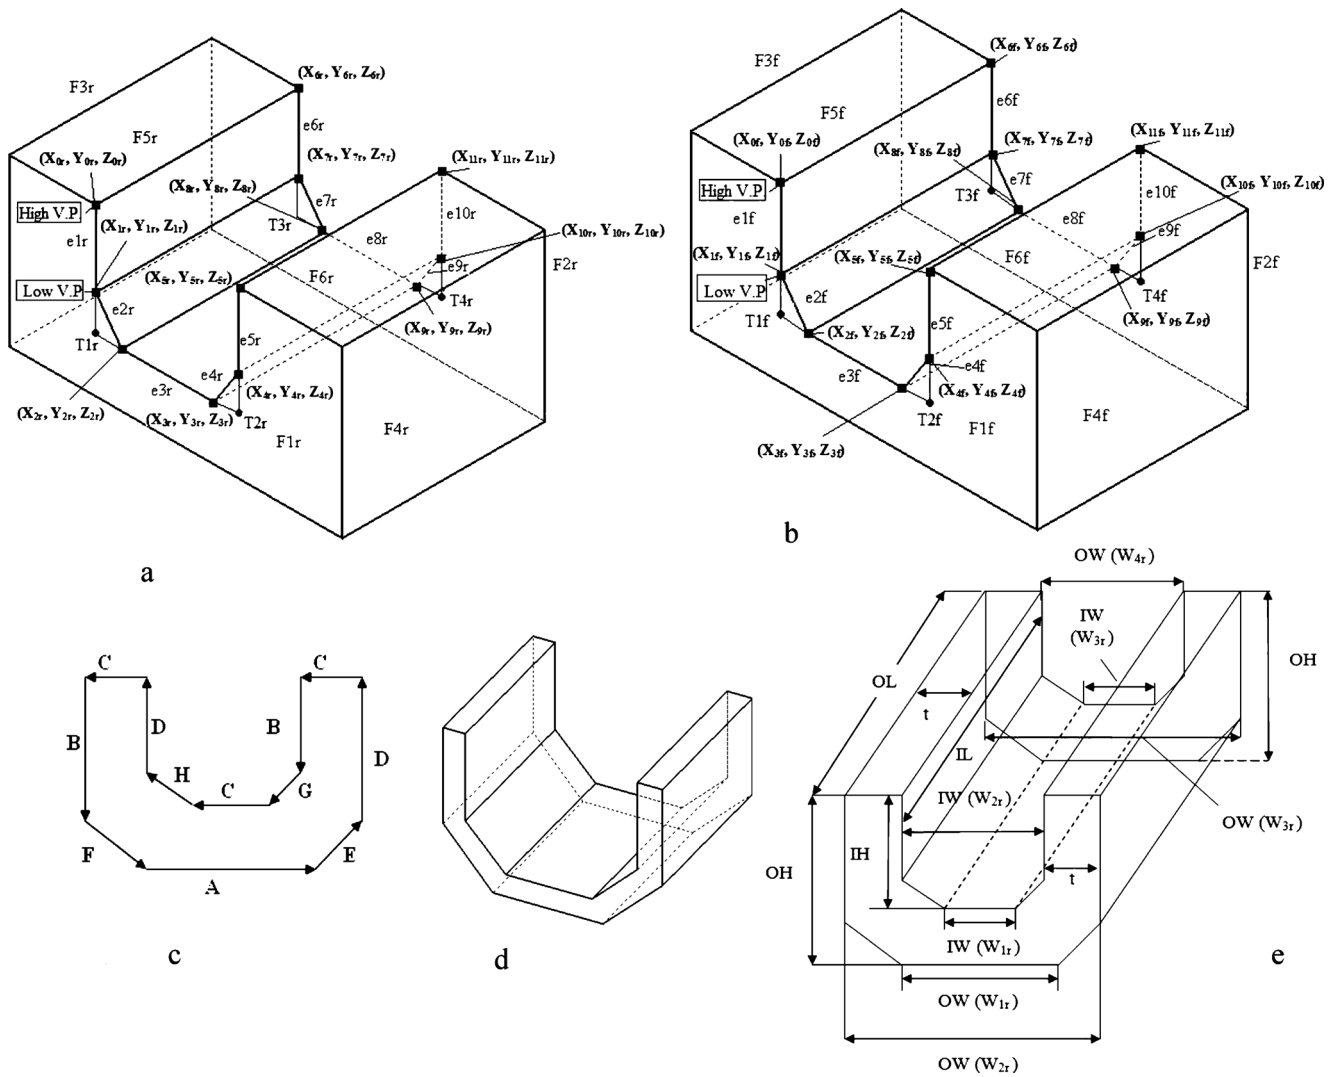 F3r
(X6r, Y6r, Z6r)
F5r
e6r
(X0r, Y0r, Z0r)
(X7r, Y7r, Z7r)
(X11r, Y11r, Z11r)
(X8r, Y8r, Z8r)
High V.P
e7r
e10r
T3r
e1r
(X1r, Y1r, Z1r)
e8r
(X10r, Y10r, Z10r)
(X5r, Y5r, Z5r)
F6r
e9r
F2r
Low V.P
e2r
T4r
(X9r, Y9r, Z9r)
T1r
e5r
e3r
e4r
(X4r, Y4r, Z4r)
(X2r, Y2r, Z2r)
(X3r, Y3r, Z3r)
T2r
F1r
F4r
a
F3f
(X6f, Y6f, Z6f)
F5f
e6f
(X0f, Y0f, Z0f)
(X7f, Y7f, Z7f)
(X11f, Y11f, Z11f)
(X8f, Y8f, Z8f)
High V.P
e7f
T3f
e10f
(X10f, Y10f, Z10f)
e1f
e8f
e9f
(X1f, Y1f, Z1f)
(X5f, Y5f, Z5f)
F6f
F2f
Low V.P
e2f
T4f
T1f
e5f
(X2f, Y2f, Z2f)
(X9f, Y9f, Z9f)
e3f
e4f
(X4f, Y4f, Z4f)
T2f
F1f
F4f
(X3f, Y3f, Z3f)
b
C
C
B
D
B
D
H
C
G
F
E
A
c
d
OW (W4r)
IW
(W3r)
OH
OL
t
IL
IW (W2r)
OW (W3r)
IH
OH
t
IW (W1r)
OW (W1r)
OW (W2r)
e